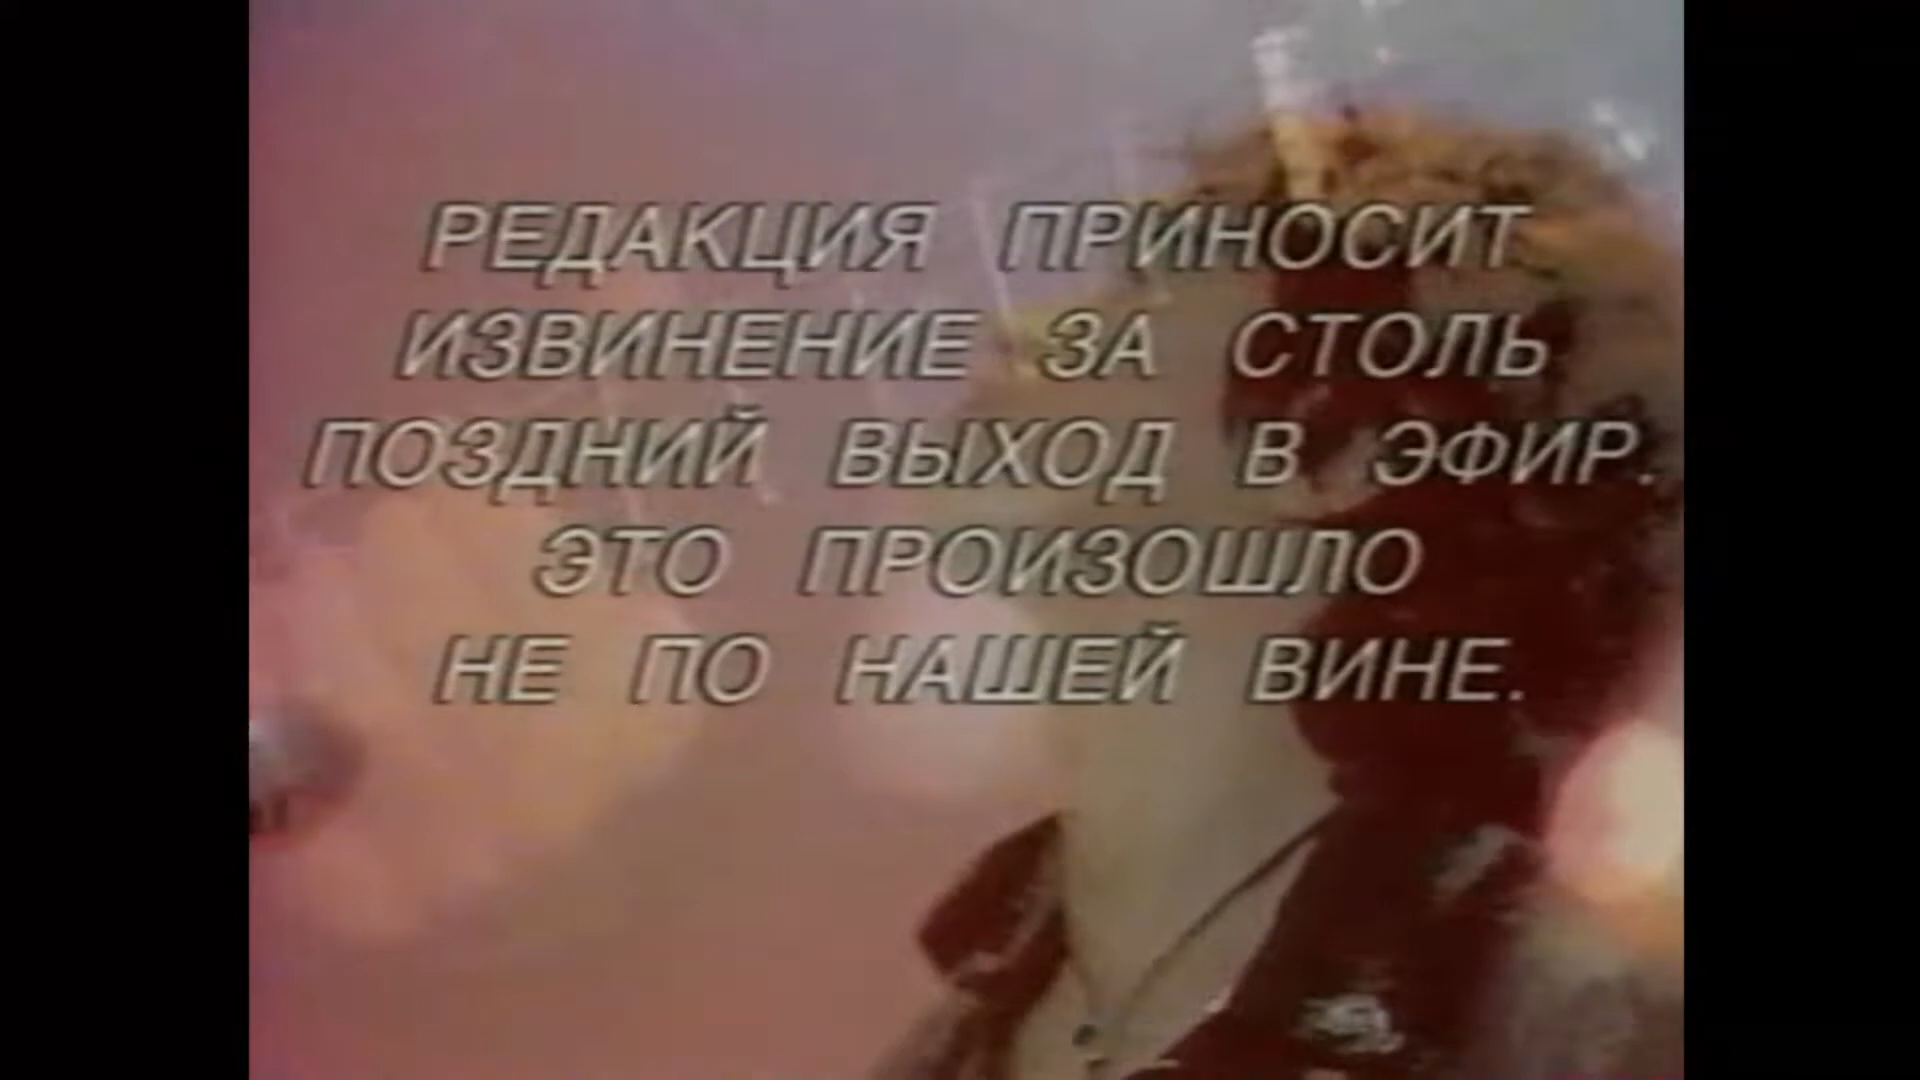 РЕДАКЦИЯ ПРИНОСИТ
ИЗВИНЕНИЕ ЗА СТОЛЬ
ПОЗДНИЙ ВЫХОД В ЭФИР.
ЭТО ПРОИЗОШЛО
НЕ ПО НАШЕЙ ВИНЕ.